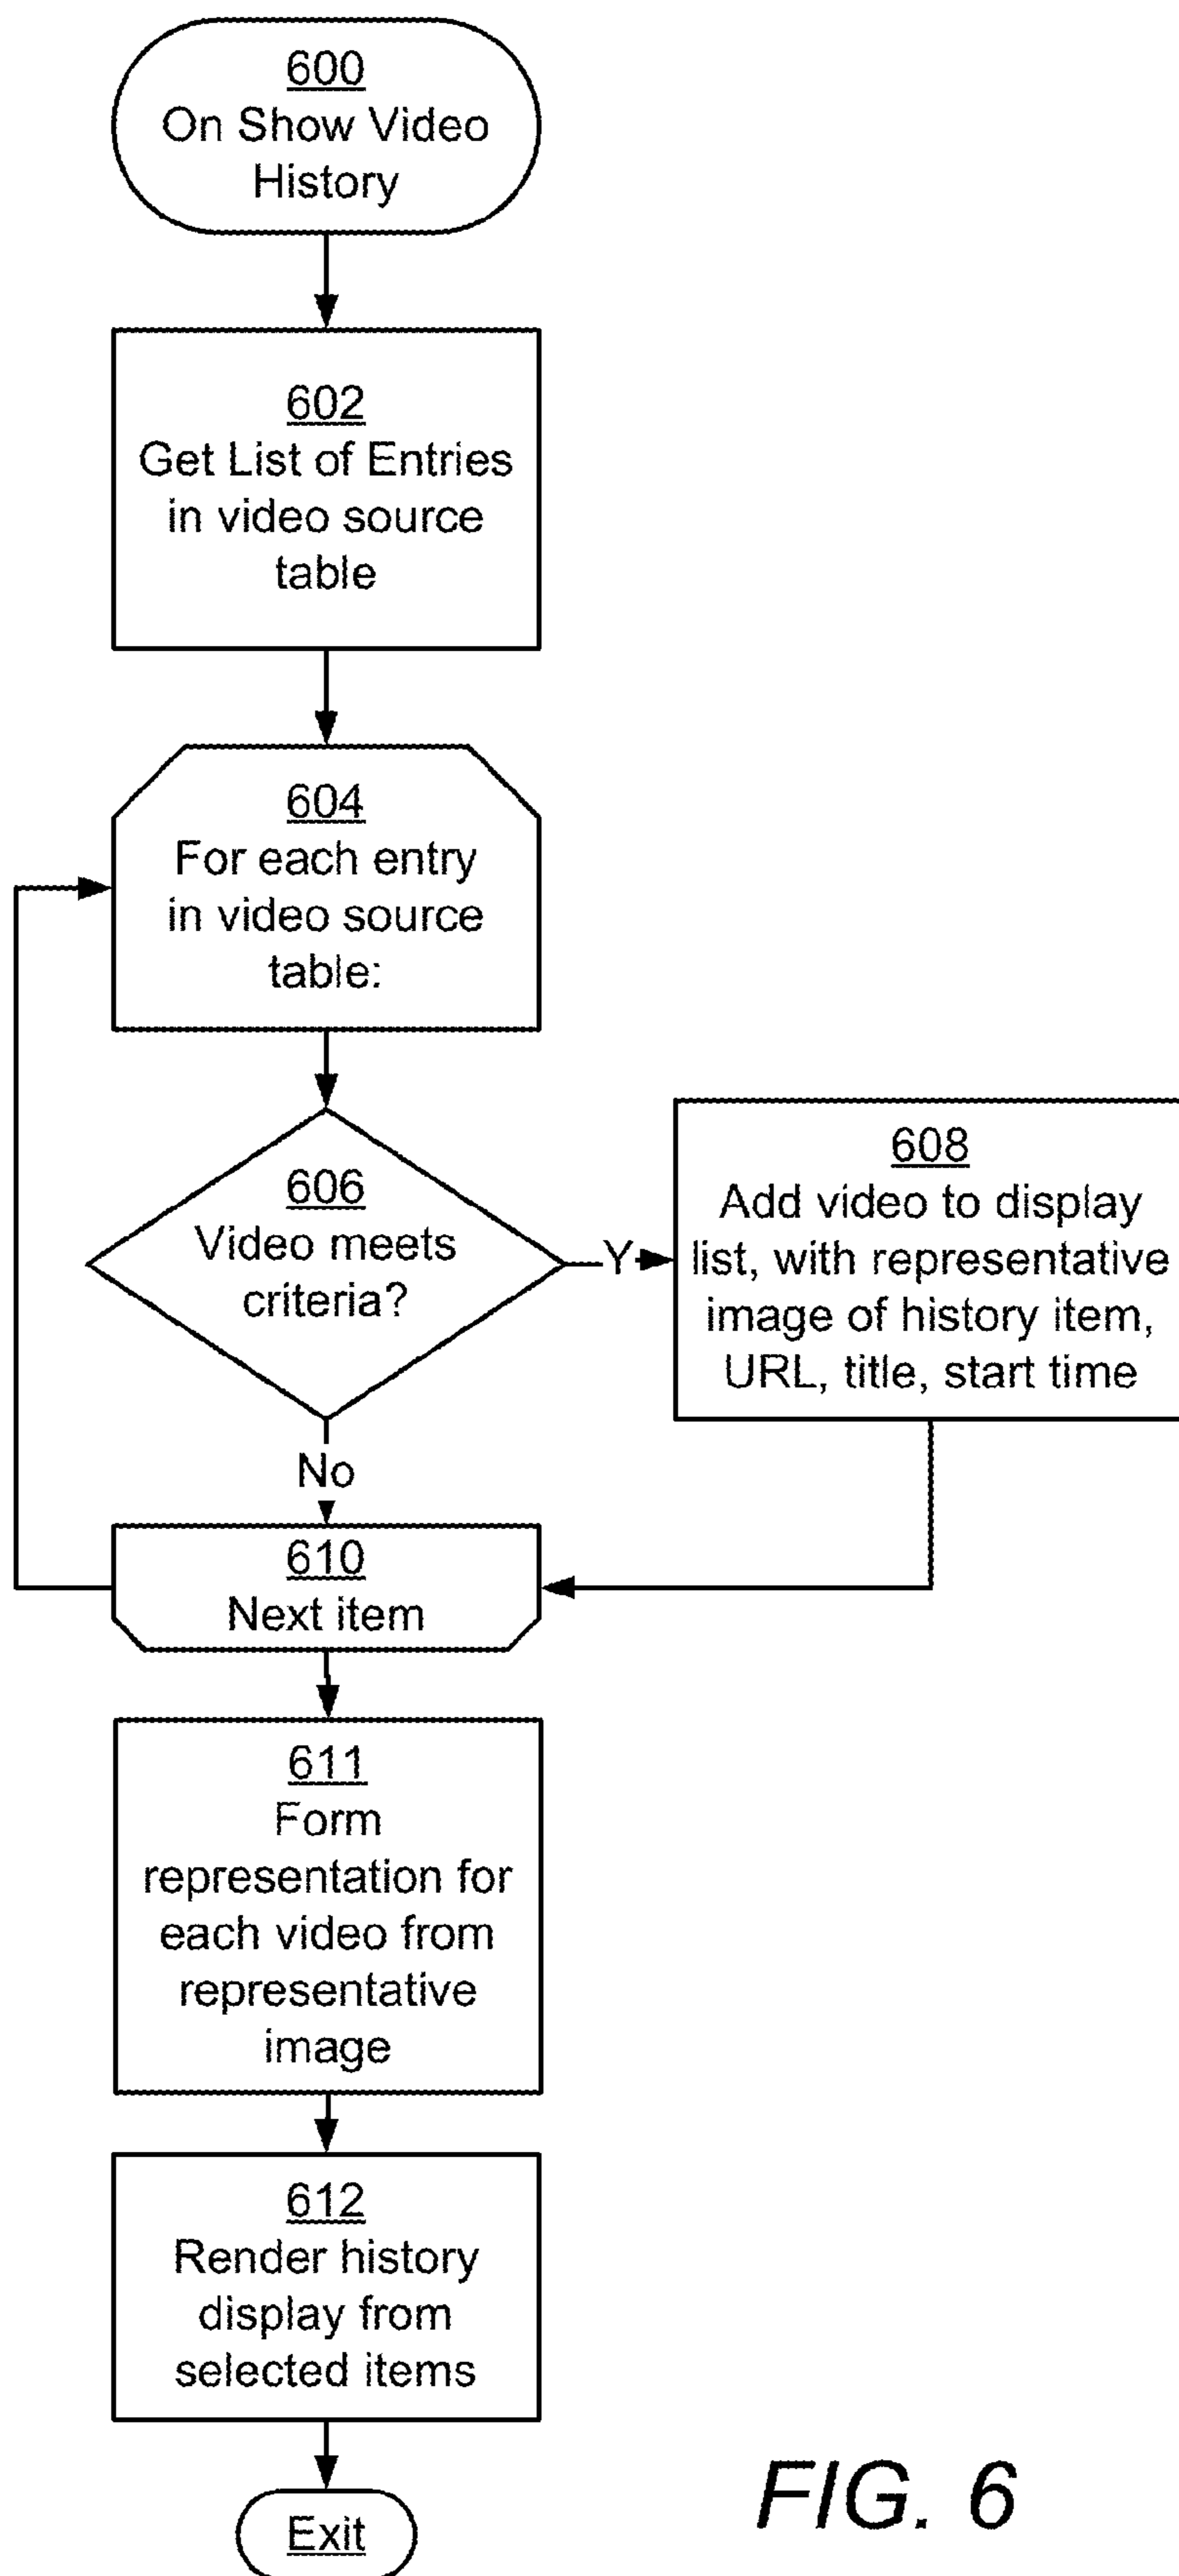 600
On Show Video
History
602
Get List of Entries
in video source
table
604
For each entry
in video source
table:
606
Video meets
criteria?
Y
608
Add video to display
list, with representative
image of history item,
URL, title, start time
No
610
Next item
611
Form
representation for
each video from
representative
image
612
Render history
display from
selected items
Exit
FIG. 6